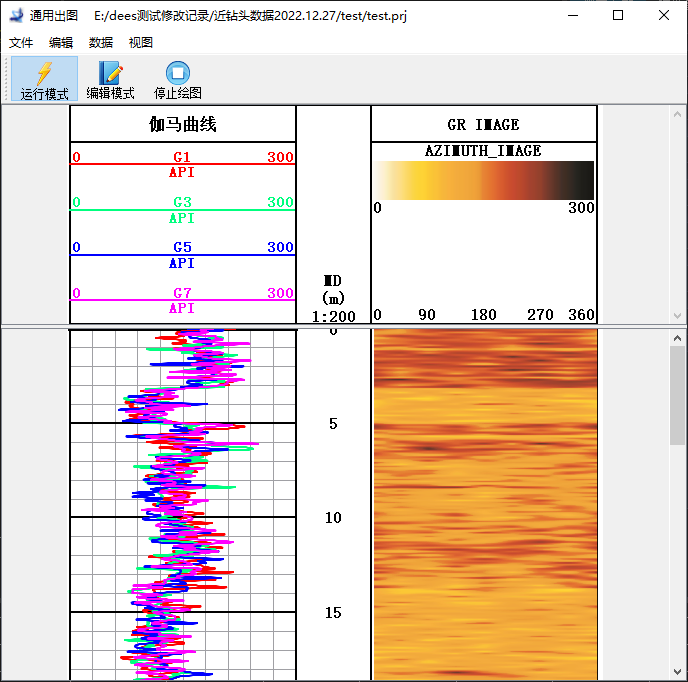 通用出图 E:/dees测试修改记录/近钻头数据2022.12.27/test/test.prj
文件 编辑 数据 视图
运行模式 编辑模式 停止绘图
伽马曲线
0 G1 300
API
0 G3 300
API
0 G5 300
API
0 G7 300
API
MD
(m)
1:200
GR IMAGE
AZIMUTH_IMAGE
0 300
0 90 180 270 360
0
5
10
15